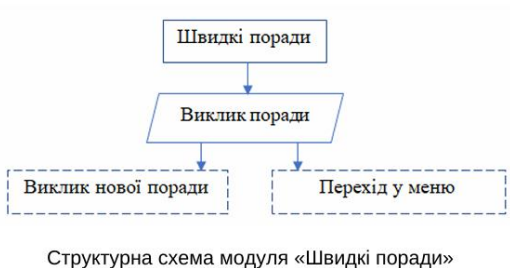 Швидкі поради
Виклик поради
Виклик нової поради
Перехід у меню
Структурна схема модуля «Швидкі поради»